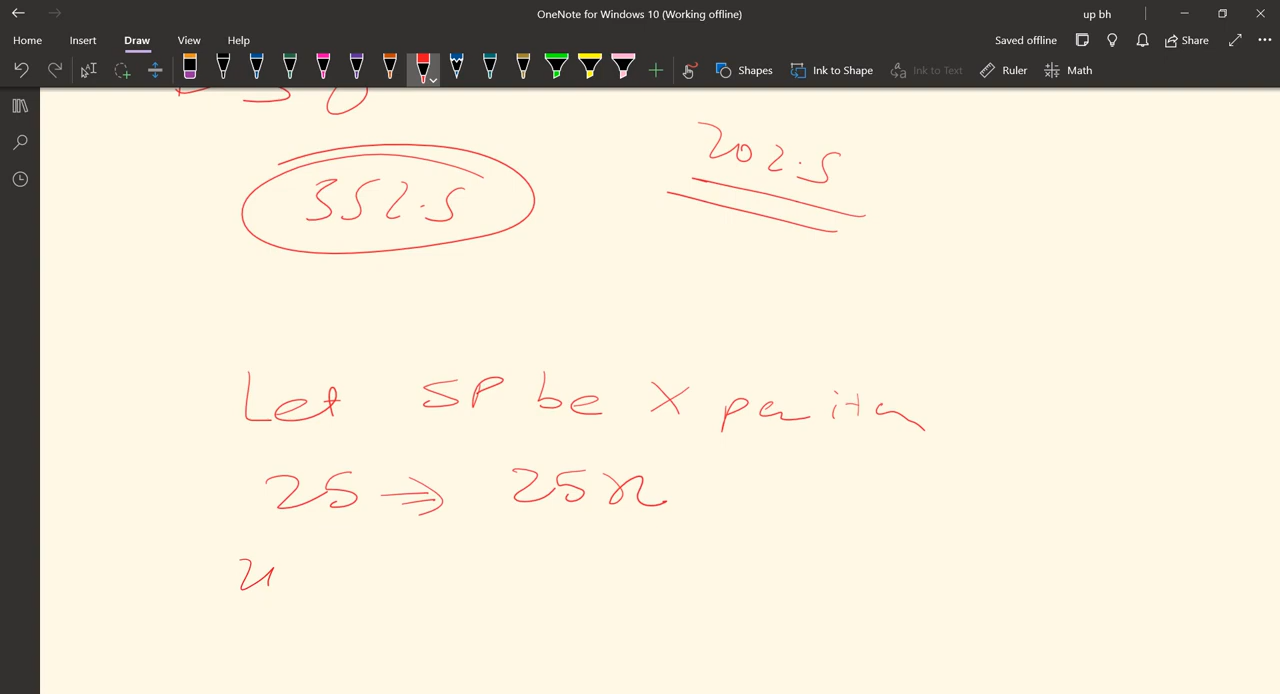 OneNote for Windows 10 (Working offline)
up bh
Home Insert Draw View Help
Saved offline
Share
Shapes
Ink to Shape
Ink to Text
Ruler
Math
352.5
202.5
Let SP be X per item
25 ⇒ 25x